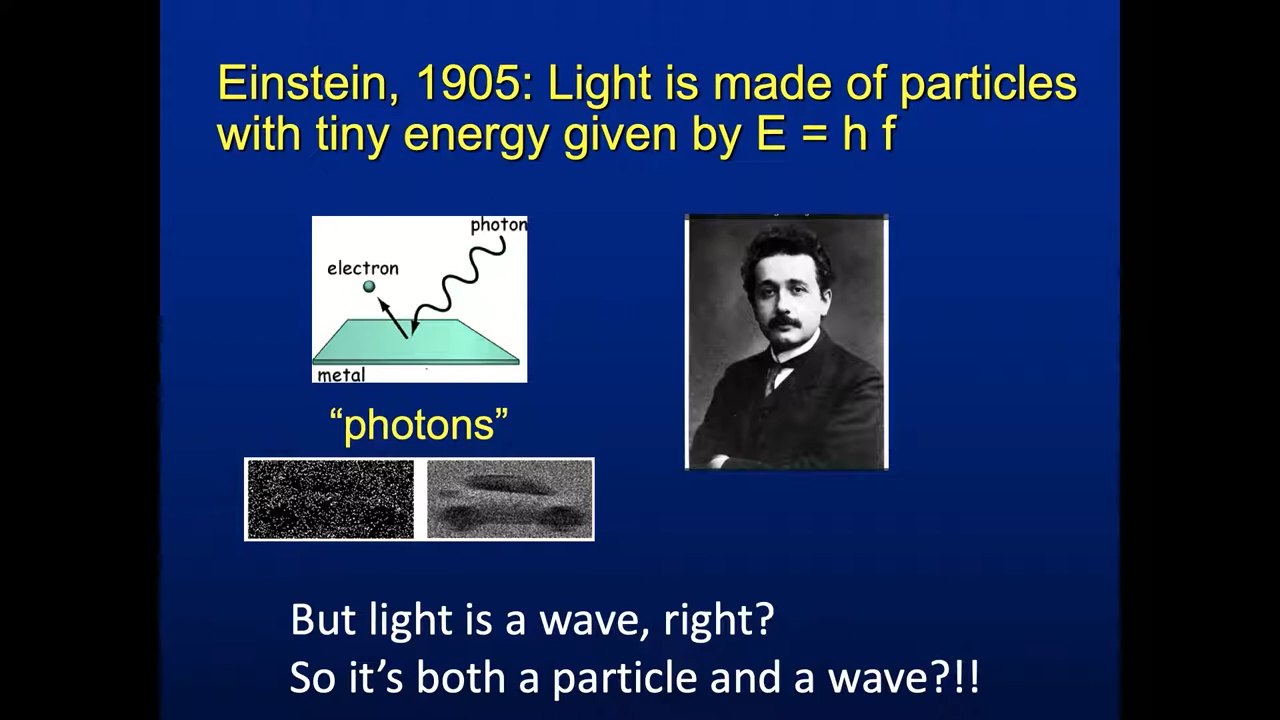 Einstein, 1905: Light is made of particles
with tiny energy given by E = h f
photon
electron
metal
“photons”
But light is a wave, right?
So it’s both a particle and a wave?!!